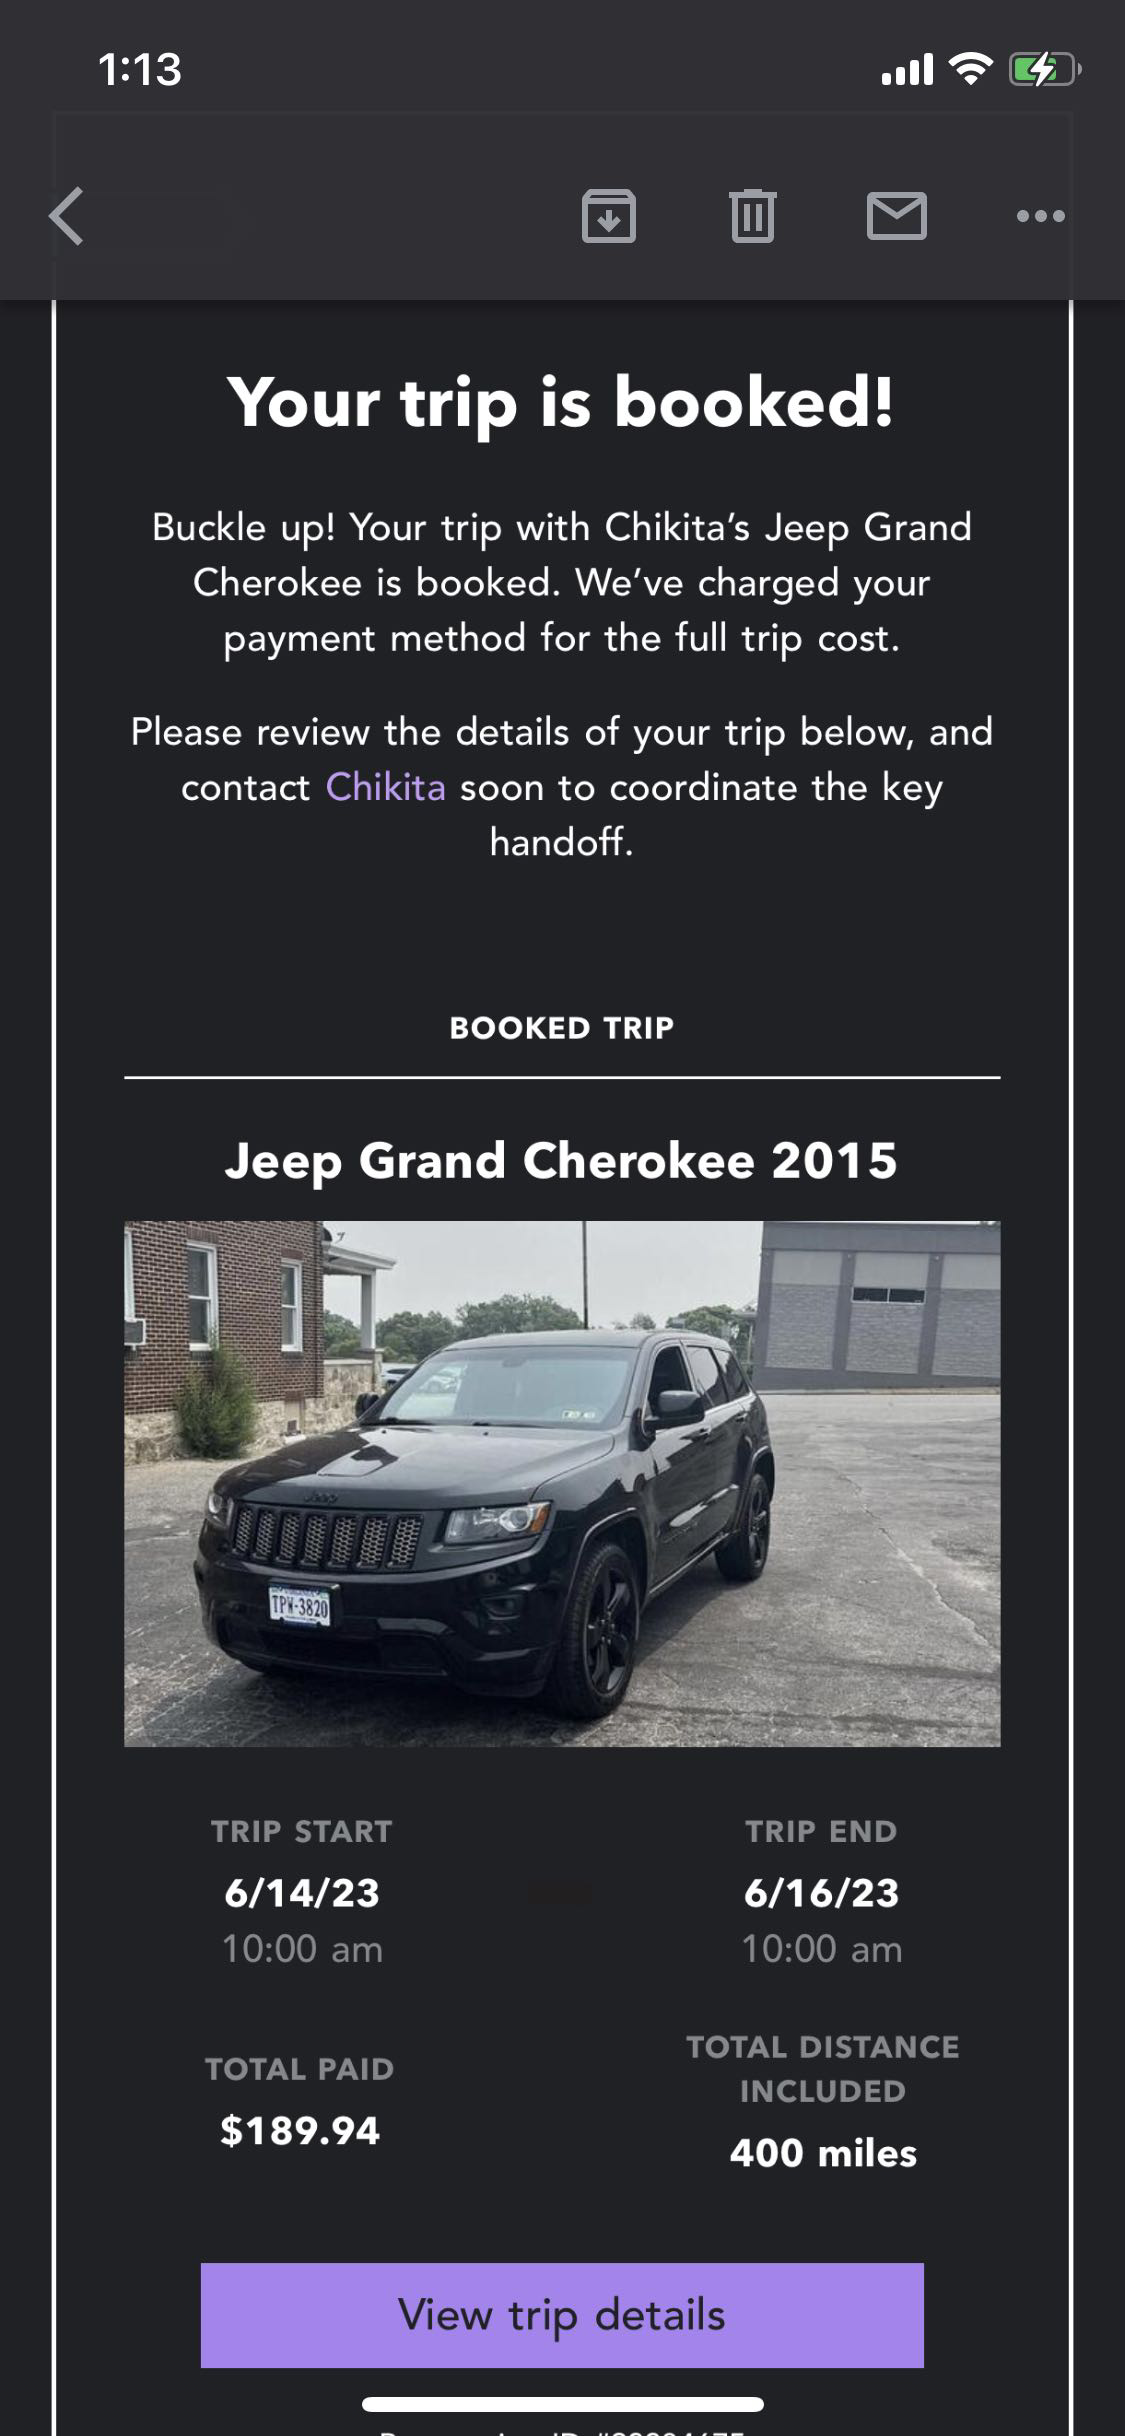 1:13
Your trip is booked!
Buckle up! Your trip with Chikita’s Jeep Grand
Cherokee is booked. We’ve charged your
payment method for the full trip cost.
Please review the details of your trip below, and
contact Chikita soon to coordinate the key
handoff.
BOOKED TRIP
Jeep Grand Cherokee 2015
Jeep
TPW-3820
TRIP START
6/14/23
10:00 am
TRIP END
6/16/23
10:00 am
TOTAL PAID
$189.94
TOTAL DISTANCE
INCLUDED
400 miles
View trip details